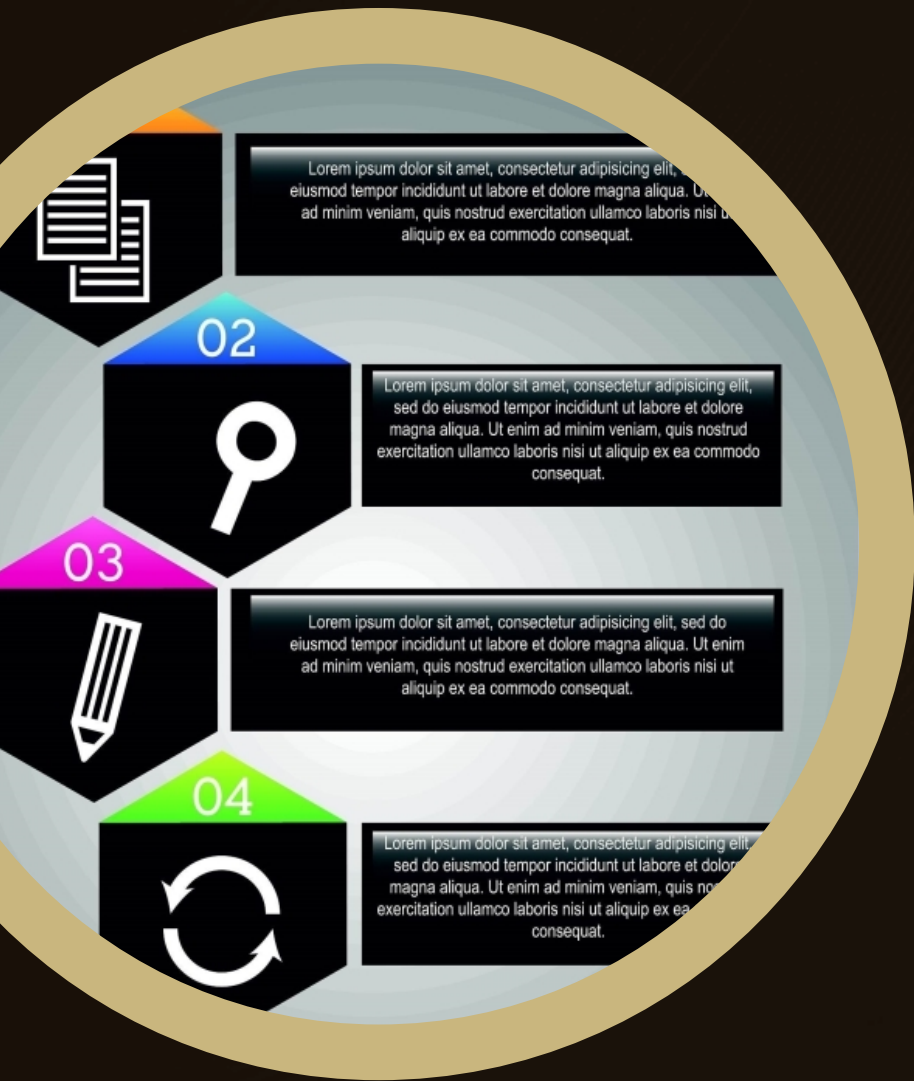 Lorem ipsum dolor sit amet, consectetur adipisicing elit,
eiusmod tempor incididunt ut labore et dolore magna aliqua.
ad minim veniam, quis nostrud exercitation ullamco laboris nisi
aliquip ex ea commodo consequat.
02
Lorem ipsum dolor sit amet, consectetur adipisicing elit,
sed do eiusmod tempor incididunt ut labore et dolore
magna aliqua. Ut enim ad minim veniam, quis nostrud
exercitation ullamco laboris nisi ut aliquip ex ea commodo
consequat.
03
Lorem ipsum dolor sit amet, consectetur adipisicing elit, sed do
eiusmod tempor incididunt ut labore et dolore magna aliqua. Ut enim
ad minim veniam, quis nostrud exercitation ullamco laboris nisi ut
aliquip ex ea commodo consequat.
04
Lorem ipsum dolor sit amet, consectetur adipisicing elit,
sed do eiusmod tempor incididunt ut labore et dolore
magna aliqua. Ut enim ad minim veniam, quis
exercitation ullamco laboris nisi ut aliquip ex ea
consequat.